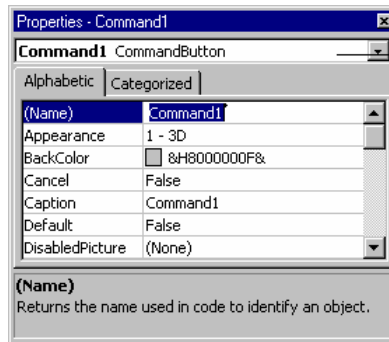 Properties - Command1
Command1 CommandButton
Alphabetic Categorized
(Name) Command1
Appearance 1 - 3D
BackColor &H8000000F&
Cancel False
Caption Command1
Default False
DisabledPicture (None)
(Name)
Returns the name used in code to identify an object.